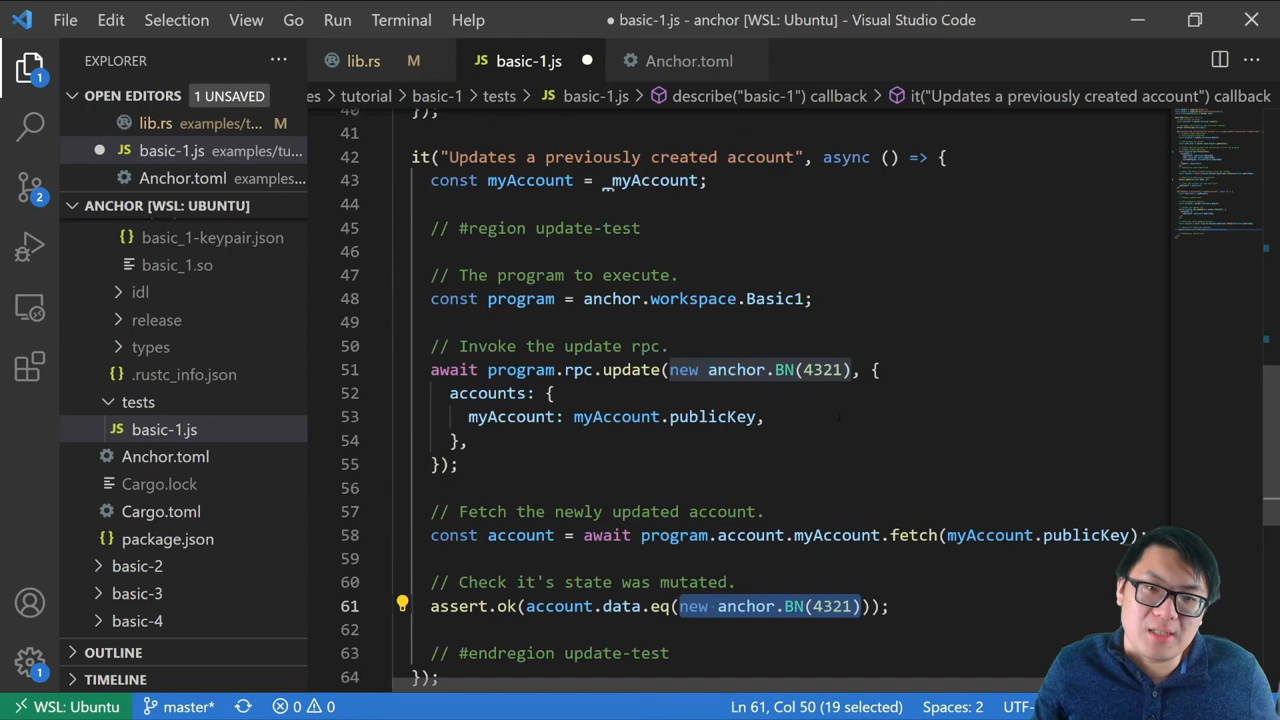 File Edit Selection View Go Run Terminal Help ● basic-1.js - anchor [WSL: Ubuntu] - Visual Studio Code
EXPLORER
lib.rs M
JS basic-1.js
Anchor.toml
OPEN EDITORS 1 UNSAVED
es > tutorial > basic-1 > tests > JS basic-1.js > describe("basic-1") callback > it("Updates a previously created account") callback
lib.rs examples/t... M
JS basic-1.js examples/tu...
Anchor.toml examples...
ANCHOR [WSL: UBUNTU]
basic_1-keypair.json
basic_1.so
idl
release
types
.rustc_info.json
tests
JS basic-1.js
Anchor.toml
Cargo.lock
Cargo.toml
package.json
basic-2
basic-3
basic-4
OUTLINE
TIMELINE
1
2
1
40 });
41
42 it("Updates a previously created account", async () => {
43 const myAccount = _myAccount;
44
45 // #region update-test
46
47 // The program to execute.
48 const program = anchor.workspace.Basic1;
49
50 // Invoke the update rpc.
51 await program.rpc.update(new anchor.BN(4321), {
52 accounts: {
53 myAccount: myAccount.publicKey,
54 },
55 });
56
57 // Fetch the newly updated account.
58 const account = await program.account.myAccount.fetch(myAccount.publicKey);
59
60 // Check it's state was mutated.
61 assert.ok(account.data.eq(new anchor.BN(4321)));
62
63 // #endregion update-test
64 });
WSL: Ubuntu master* 0 0 Ln 61, Col 50 (19 selected) Spaces: 2 UTF-